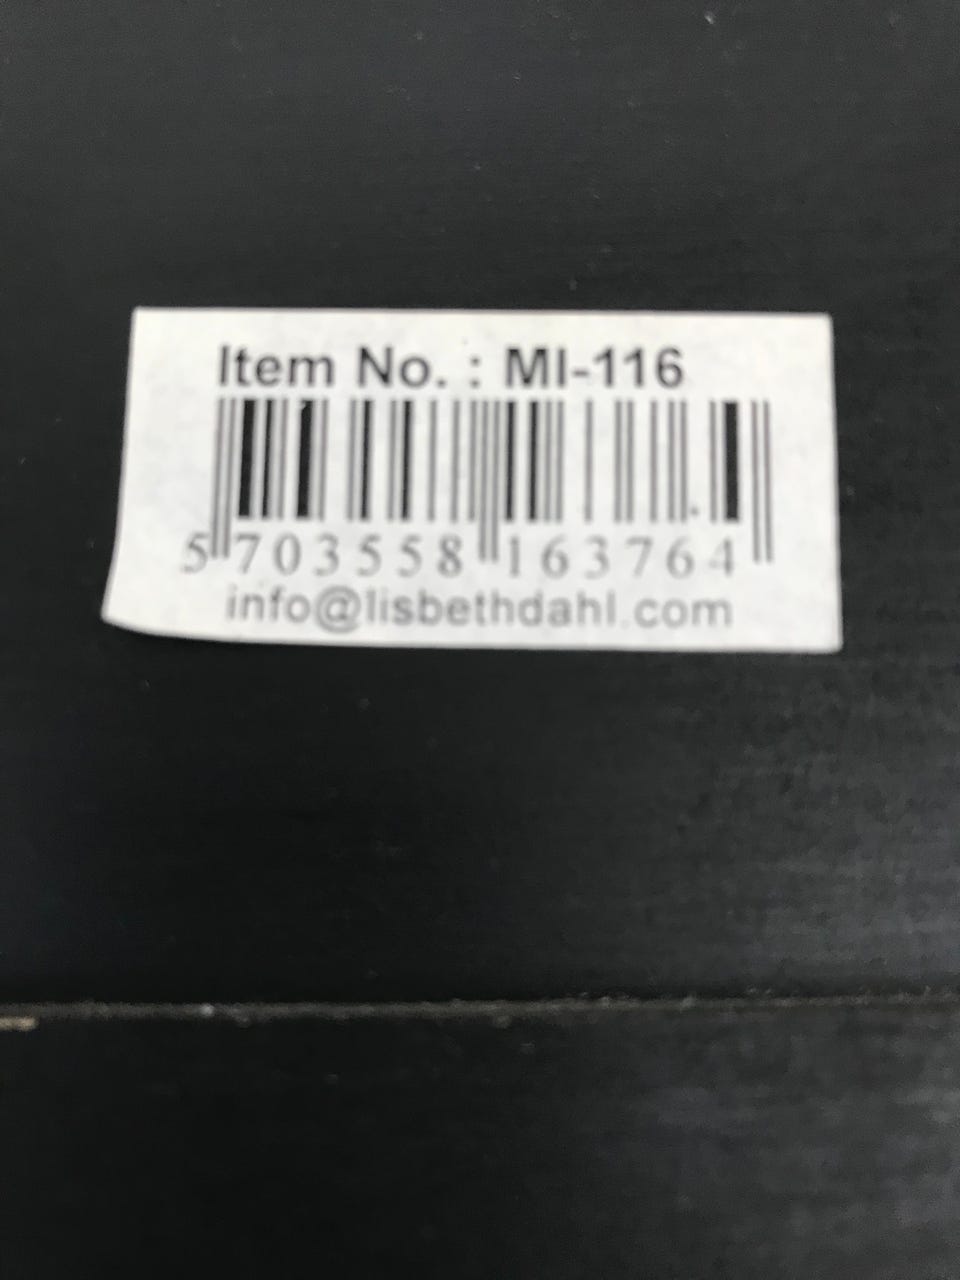 Item No. : MI-116
5 703558 163764
info@lisbethdahl.com